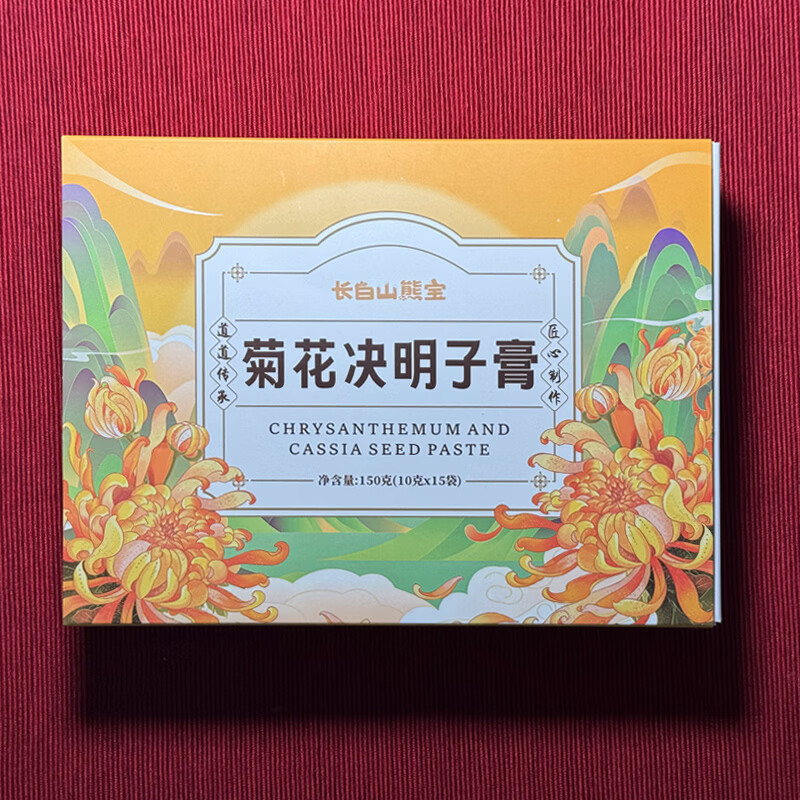 长白山熊宝
道道传承
菊花决明子膏
匠心制作
CHRYSANTHEMUM AND
CASSIA SEED PASTE
净含量:150克(10克x15袋)